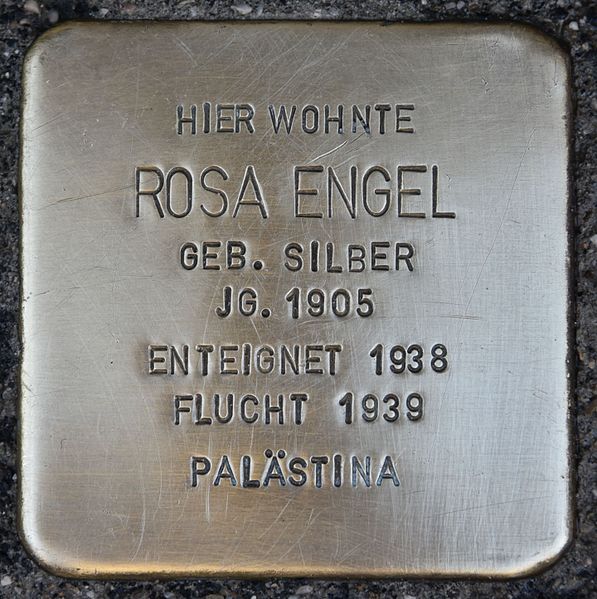 HIER WOHNTE
ROSA ENGEL
GEB. SILBER
JG. 1905
ENTEIGNET 1938
FLUCHT 1939
PALÄSTINA